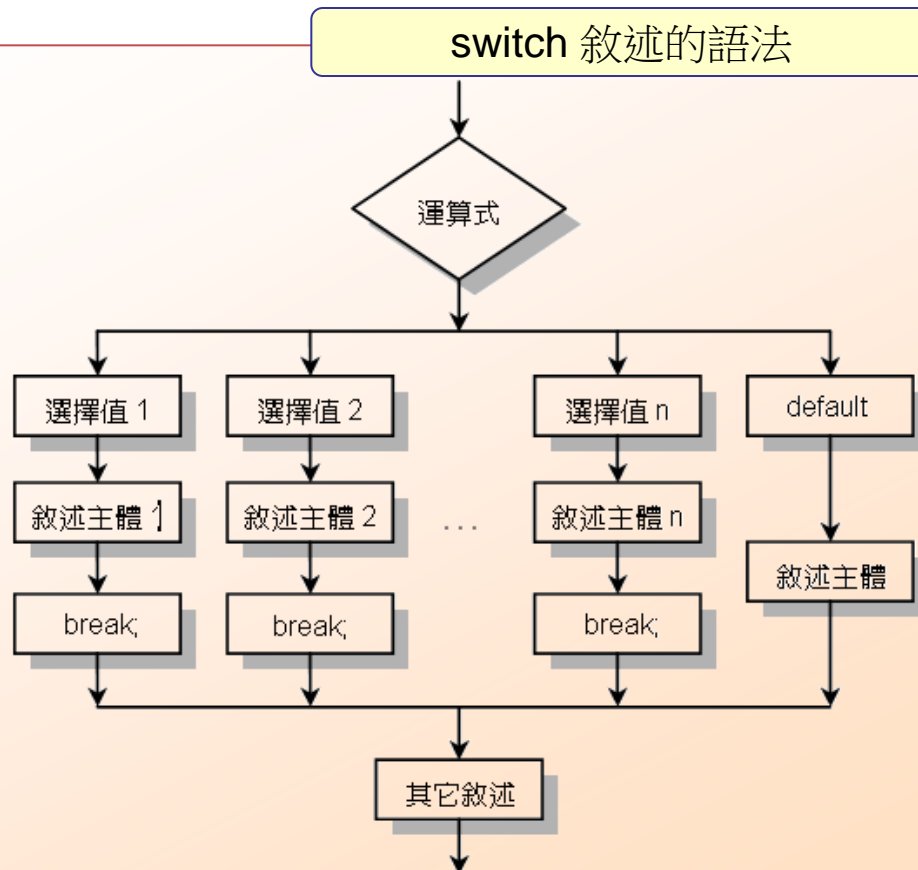 switch 敘述的語法
運算式
選擇值 1
選擇值 2
選擇值 n
default
敘述主體 1
敘述主體 2
...
敘述主體 n
敘述主體
break;
break;
break;
其它敘述